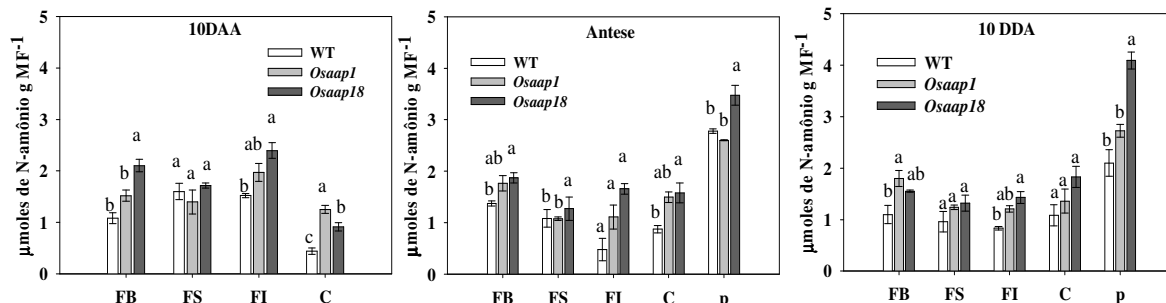 µmoles de N-amônio g MF-1
5
4
3
2
1
0
10DAA
WT
Osaap1
Osaap18
b b a
a a a
b ab a
c a b
FB FS FI C
µmoles de N-amônio g MF-1
5
4
3
2
1
0
Antese
WT
Osaap1
Osaap18
b ab a
b b a
a ab a
b a a
b b a
FB FS FI C p
µmoles de N-amônio g MF-1
5
4
3
2
1
0
10 DDA
WT
Osaap1
Osaap18
b a ab
a a a
b ab a
a a a
b b a
FB FS FI C p